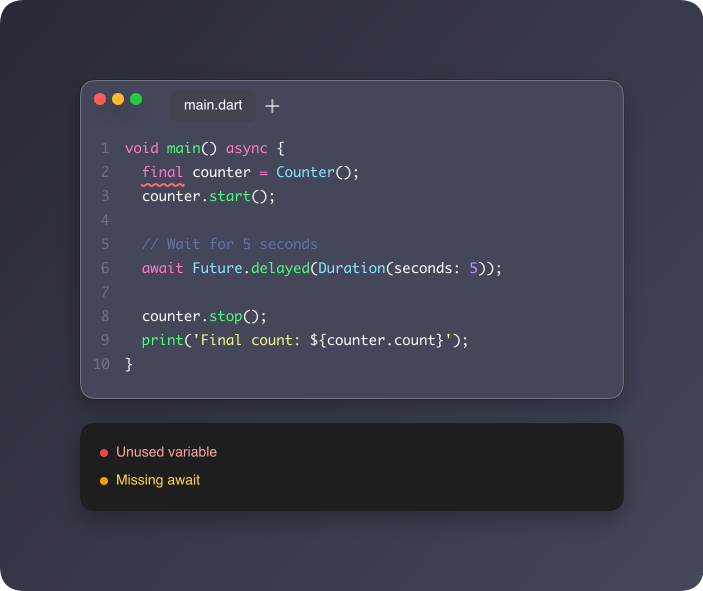 main.dart +
1 void main() async {
2   final counter = Counter();
3   counter.start();
4
5   // Wait for 5 seconds
6   await Future.delayed(Duration(seconds: 5));
7
8   counter.stop();
9   print('Final count: ${counter.count}');
10 }
Unused variable
Missing await